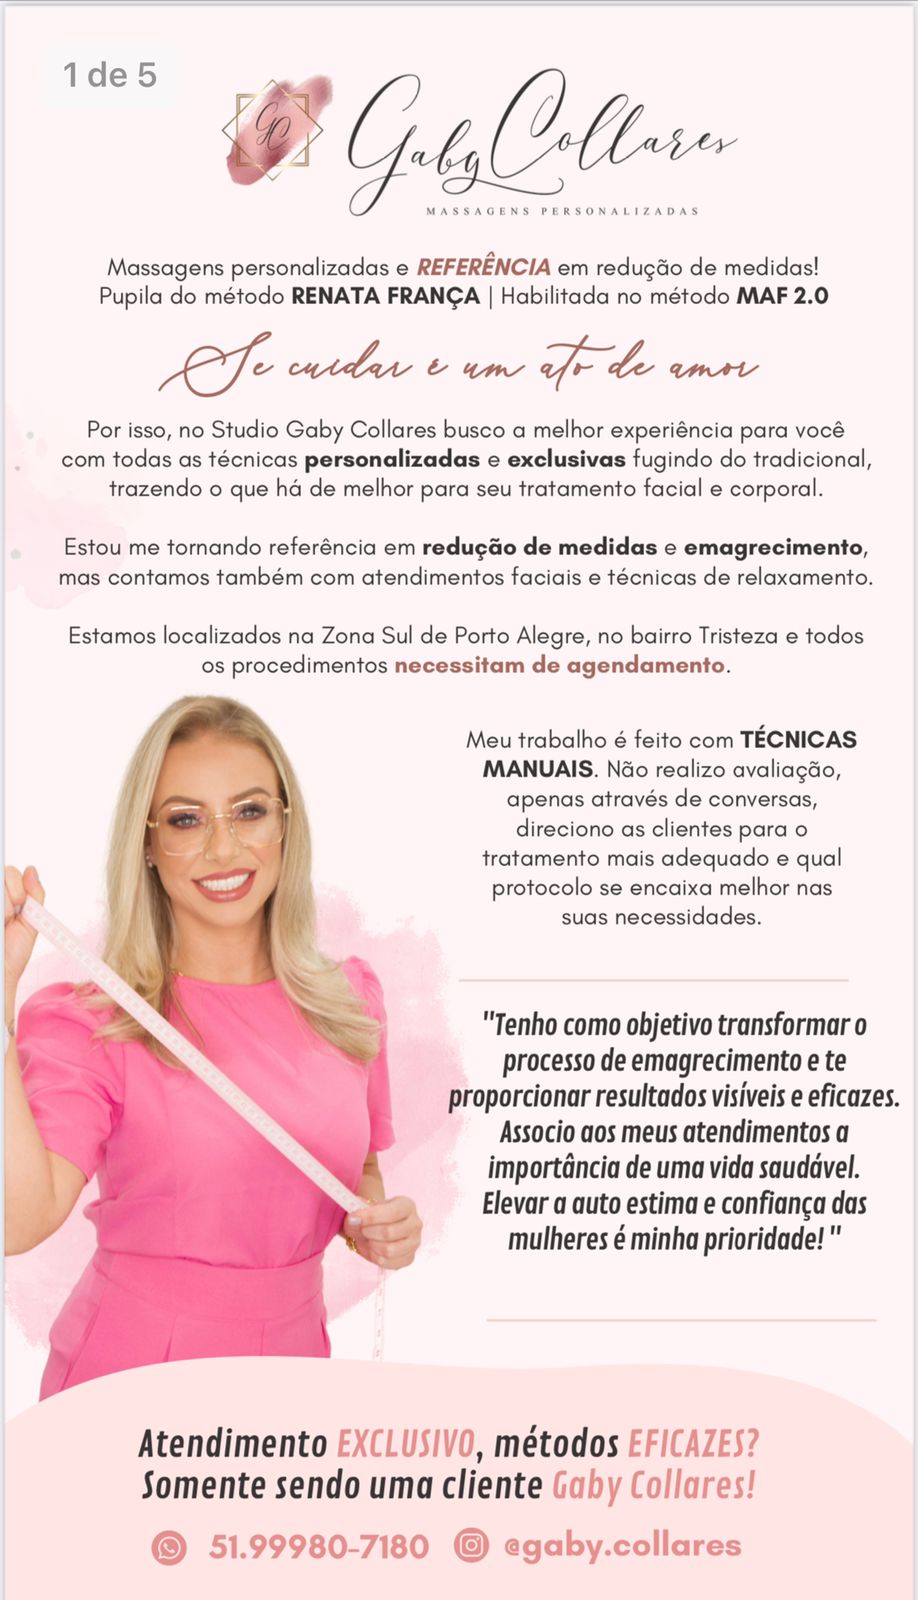 1 de 5
GC
Gaby Collares
MASSAGENS PERSONALIZADAS
Massagens personalizadas e REFERÊNCIA em redução de medidas!
Pupila do método RENATA FRANÇA | Habilitada no método MAF 2.0
Se cuidar é um ato de amor
Por isso, no Studio Gaby Collares busco a melhor experiência para você
com todas as técnicas personalizadas e exclusivas fugindo do tradicional,
trazendo o que há de melhor para seu tratamento facial e corporal.
Estou me tornando referência em redução de medidas e emagrecimento,
mas contamos também com atendimentos faciais e técnicas de relaxamento.
Estamos localizados na Zona Sul de Porto Alegre, no bairro Tristeza e todos
os procedimentos necessitam de agendamento.
Meu trabalho é feito com TÉCNICAS
MANUAIS. Não realizo avaliação,
apenas através de conversas,
direciono as clientes para o
tratamento mais adequado e qual
protocolo se encaixa melhor nas
suas necessidades.
"Tenho como objetivo transformar o
processo de emagrecimento e te
proporcionar resultados visíveis e eficazes.
Associo aos meus atendimentos a
importância de uma vida saudável.
Elevar a auto estima e confiança das
mulheres é minha prioridade! "
Atendimento EXCLUSIVO, métodos EFICAZES?
Somente sendo uma cliente Gaby Collares!
51.99980-7180 @gaby.collares